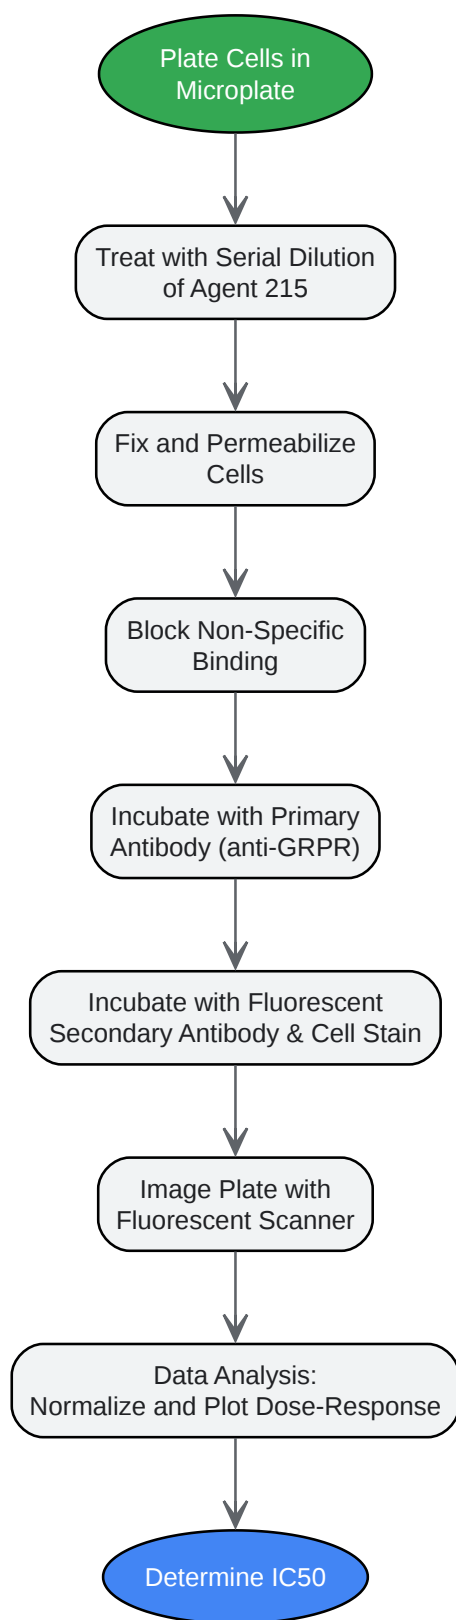 Plate Cells in
Microplate
Treat with Serial Dilution
of Agent 215
Fix and Permeabilize
Cells
Block Non-Specific
Binding
Incubate with Primary
Antibody (anti-GRPR)
Incubate with Fluorescent
Secondary Antibody & Cell Stain
Image Plate with
Fluorescent Scanner
Data Analysis:
Normalize and Plot Dose-Response
Determine IC50